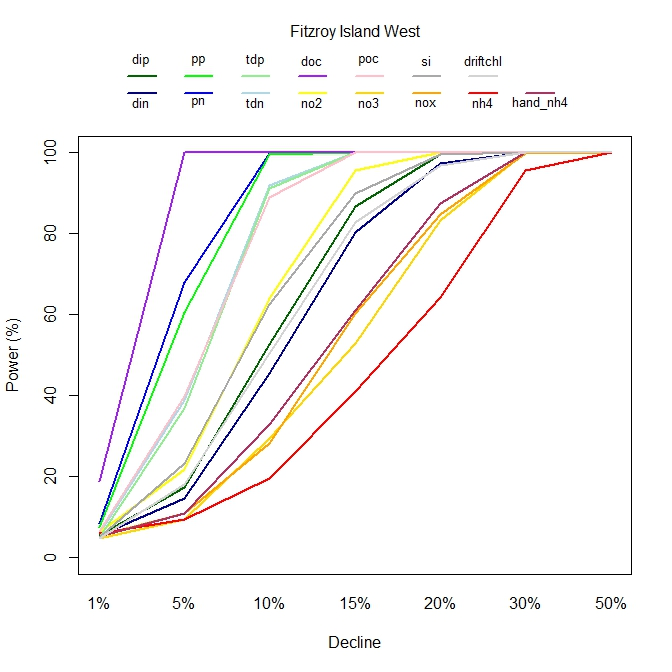 Fitzroy Island West
dip pp tdp doc poc si driftchl
din pn tdn no2 no3 nox nh4 hand_nh4
100
80
60
40
20
0
Power (%)
1% 5% 10% 15% 20% 30% 50%
Decline